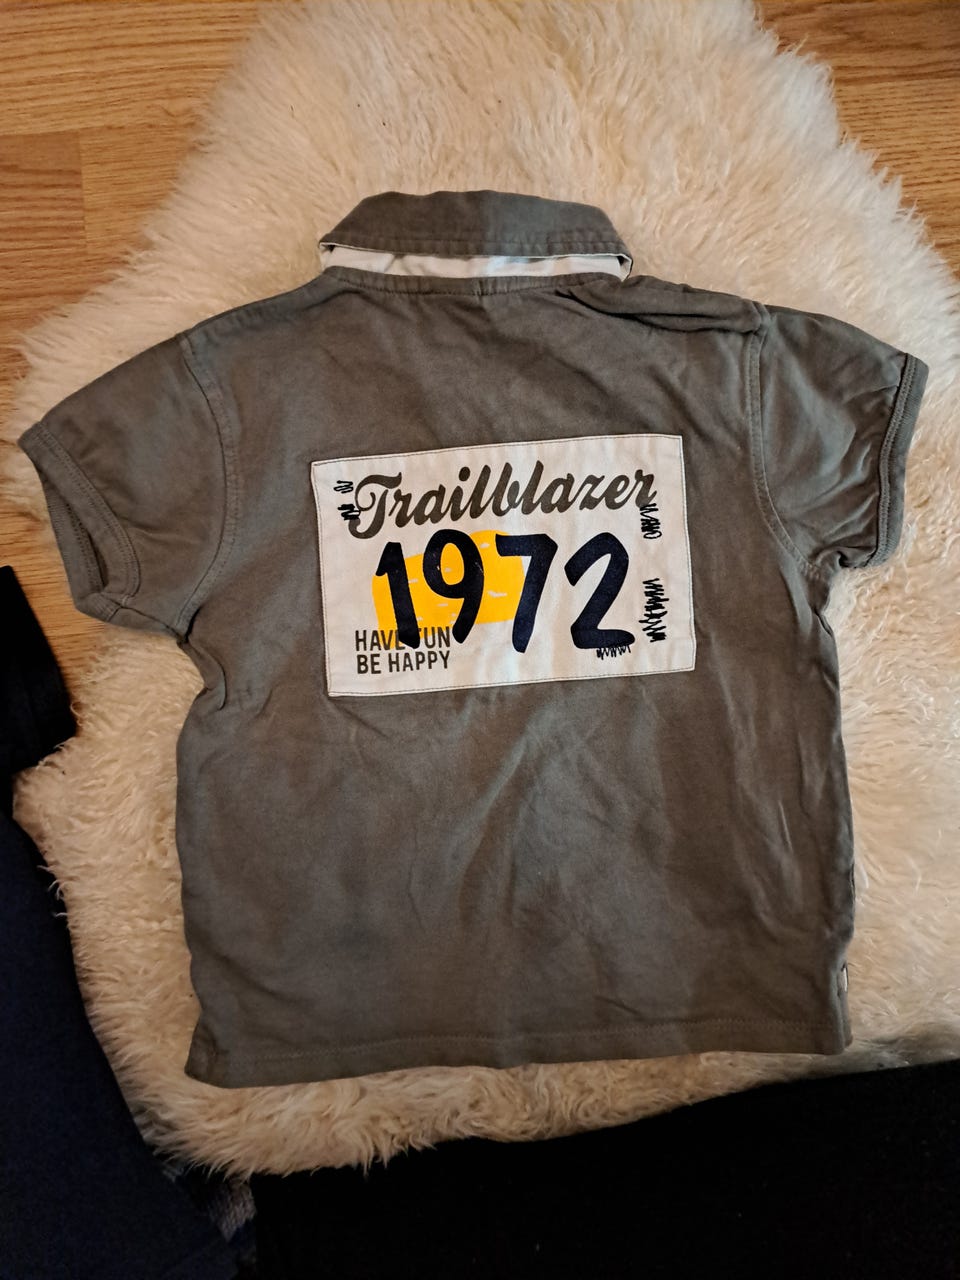 Trailblazer
1972
HAVE FUN
BE HAPPY